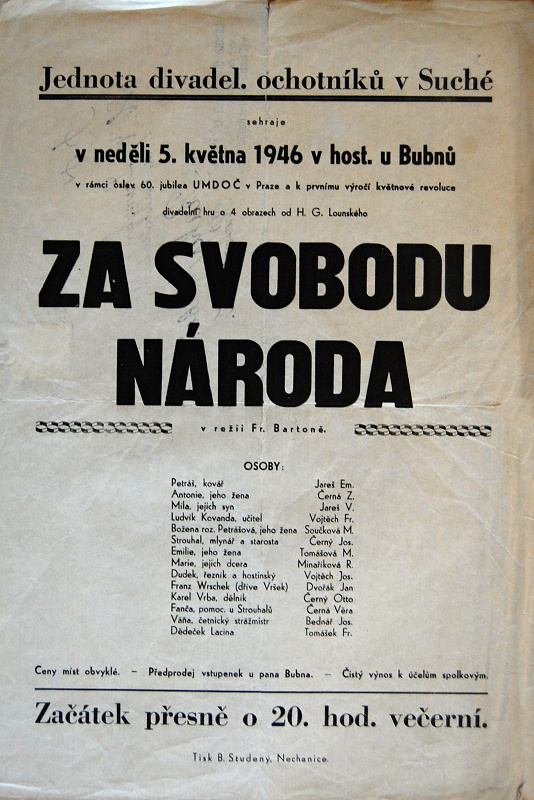 Jednota divadel. ochotníků v Suché
sehraje
v neděli 5. května 1946 v host. u Bubnů
v rámci oslav 60. jubilea UMDOČ v Praze a k prvnímu výročí květnové revoluce
divadelní hru o 4 obrazech od H. G. Lounského
ZA SVOBODU
NÁRODA
v režii Fr. Bartoně.
OSOBY:
Petráš, kovář Jareš Em.
Antonie, jeho žena Černá Z.
Míla, jejich syn Jareš V.
Ludvík Kovanda, učitel Vojtěch Fr.
Božena roz. Petrášová, jeho žena Součková M.
Strouhal, mlynář a starosta Černý Jos.
Emilie, jeho žena Tomášová M.
Marie, jejich dcera Minaříková R.
Dudek, řezník a hostinský Vojtěch Jos.
Franz Wrschek (dříve Vršek) Dvořák Jan
Karel Vrba, dělník Černý Otto
Fanča, pomoc. u Strouhalů Černá Věra
Váňa, četnický strážmistr Bednář Jos.
Dědeček Lacina Tomášek Fr.
Ceny míst obvyklé. — Předprodej vstupenek u pana Bubna. — Čistý výnos k účelům spolkovým.
Začátek přesně o 20. hod. večerní.
Tisk B. Studený, Nechanice.